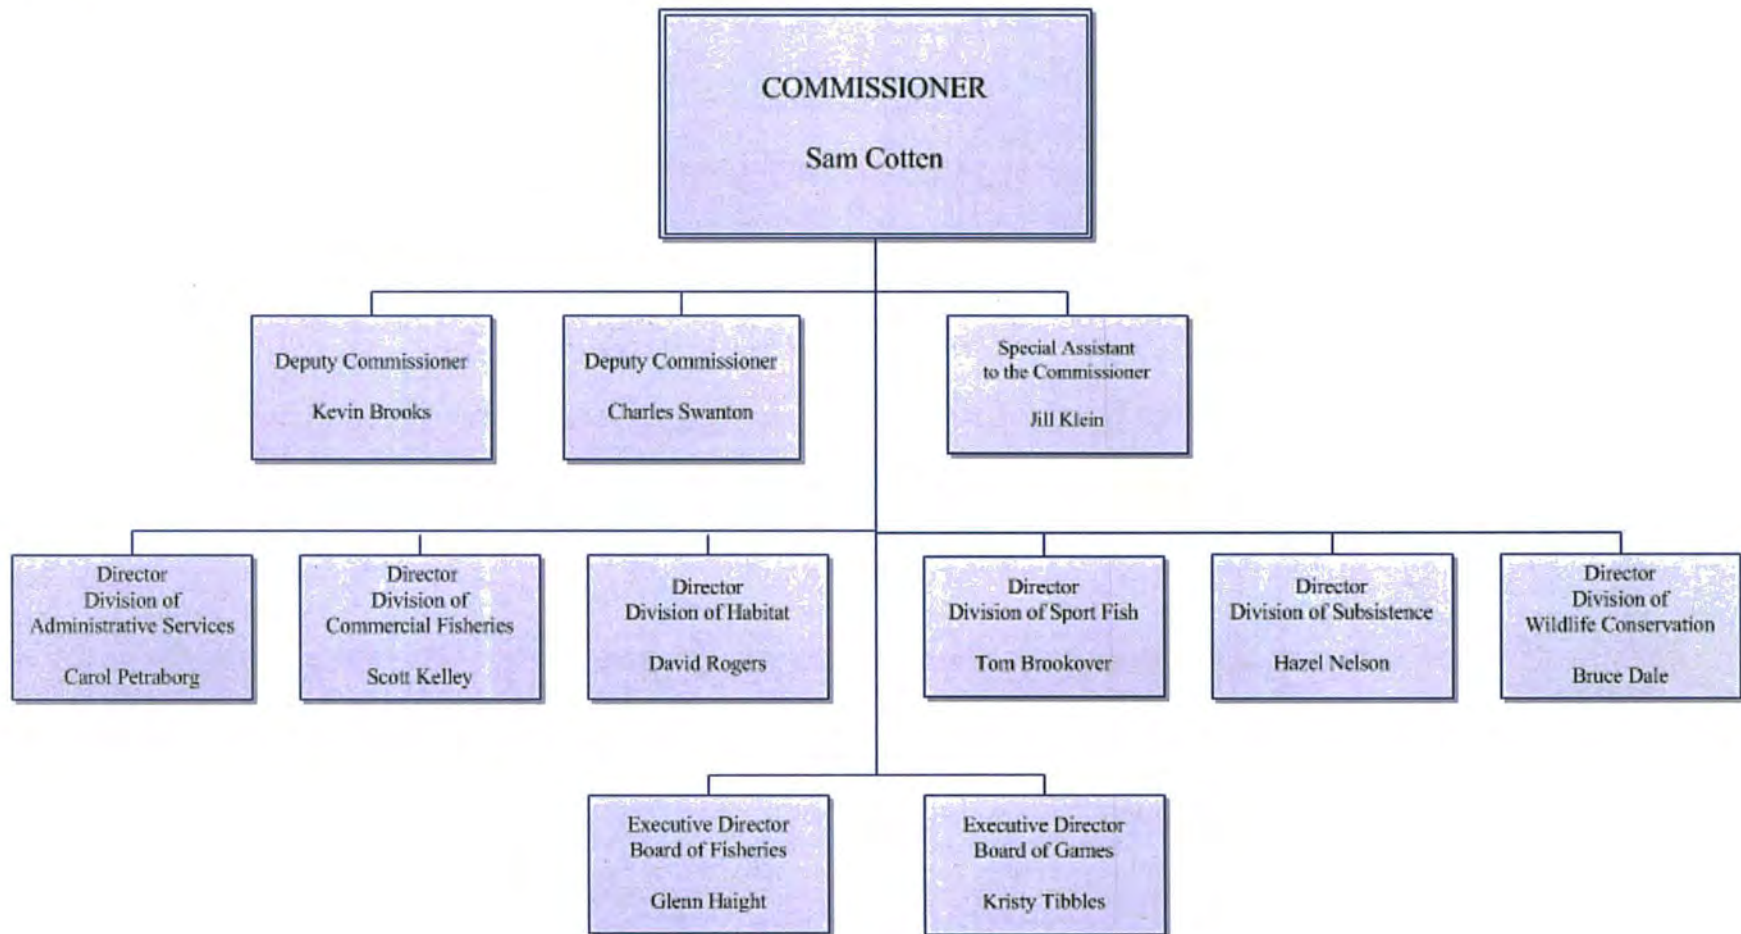 COMMISSIONER
Sam Cotten
Deputy Commissioner
Kevin Brooks
Deputy Commissioner
Charles Swanton
Special Assistant
to the Commissioner
Jill Klein
Director
Division of
Administrative Services
Carol Petraborg
Director
Division of
Commercial Fisheries
Scott Kelley
Director
Division of Habitat
David Rogers
Director
Division of Sport Fish
Tom Brookover
Director
Division of Subsistence
Hazel Nelson
Director
Division of
Wildlife Conservation
Bruce Dale
Executive Director
Board of Fisheries
Glenn Haight
Executive Director
Board of Games
Kristy Tibbles